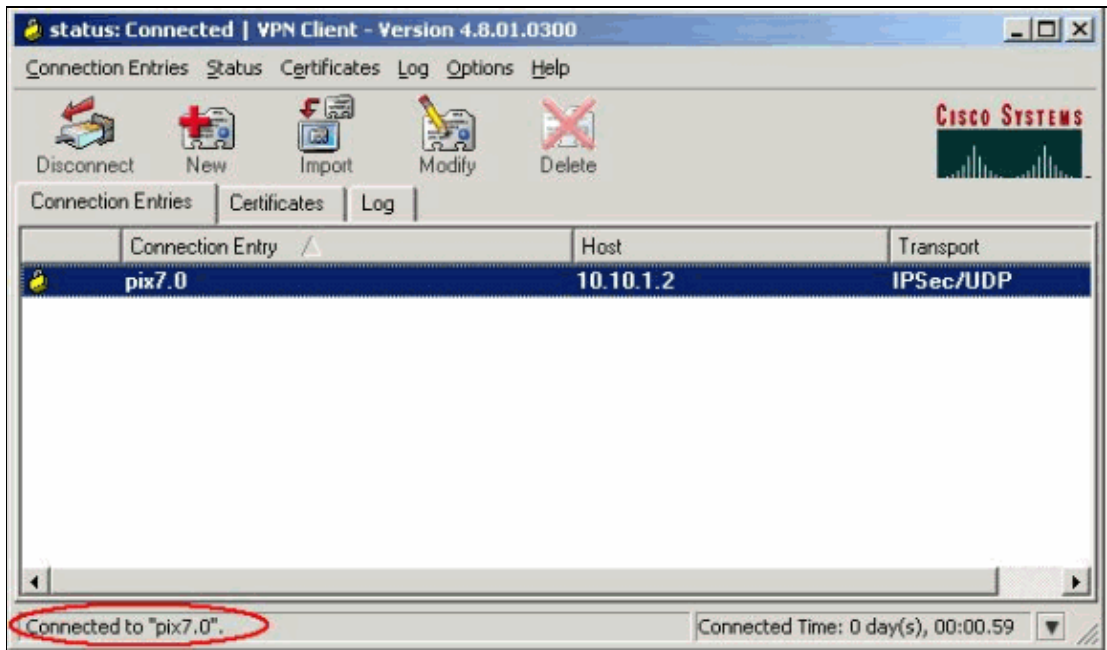 status: Connected | VPN Client - Version 4.8.01.0300
Connection Entries Status Certificates Log Options Help
Disconnect New Import Modify Delete
CISCO SYSTEMS
Connection Entries Certificates Log
Connection Entry Host Transport
pix7.0 10.10.1.2 IPSec/UDP
Connected to "pix7.0". Connected Time: 0 day(s), 00:00.59